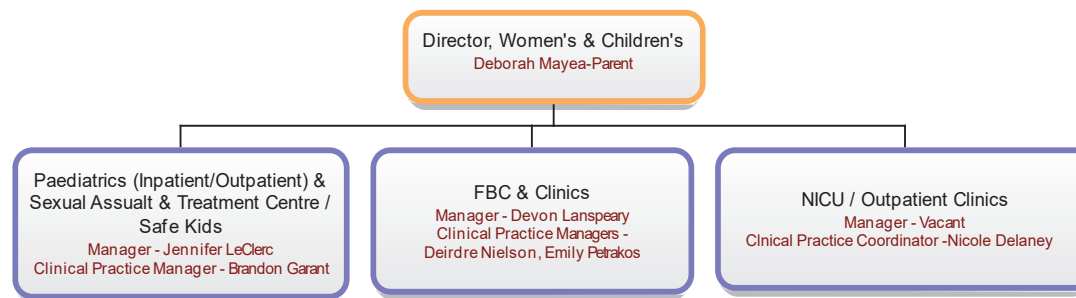 Director, Women's & Children's
Deborah Mayea-Parent
Paediatrics (Inpatient/Outpatient) &
Sexual Assualt & Treatment Centre /
Safe Kids
Manager - Jennifer LeClerc
Clinical Practice Manager - Brandon Garant
FBC & Clinics
Manager - Devon Lanspeary
Clinical Practice Managers -
Deirdre Nielson, Emily Petrakos
NICU / Outpatient Clinics
Manager - Vacant
Clnical Practice Coordinator -Nicole Delaney